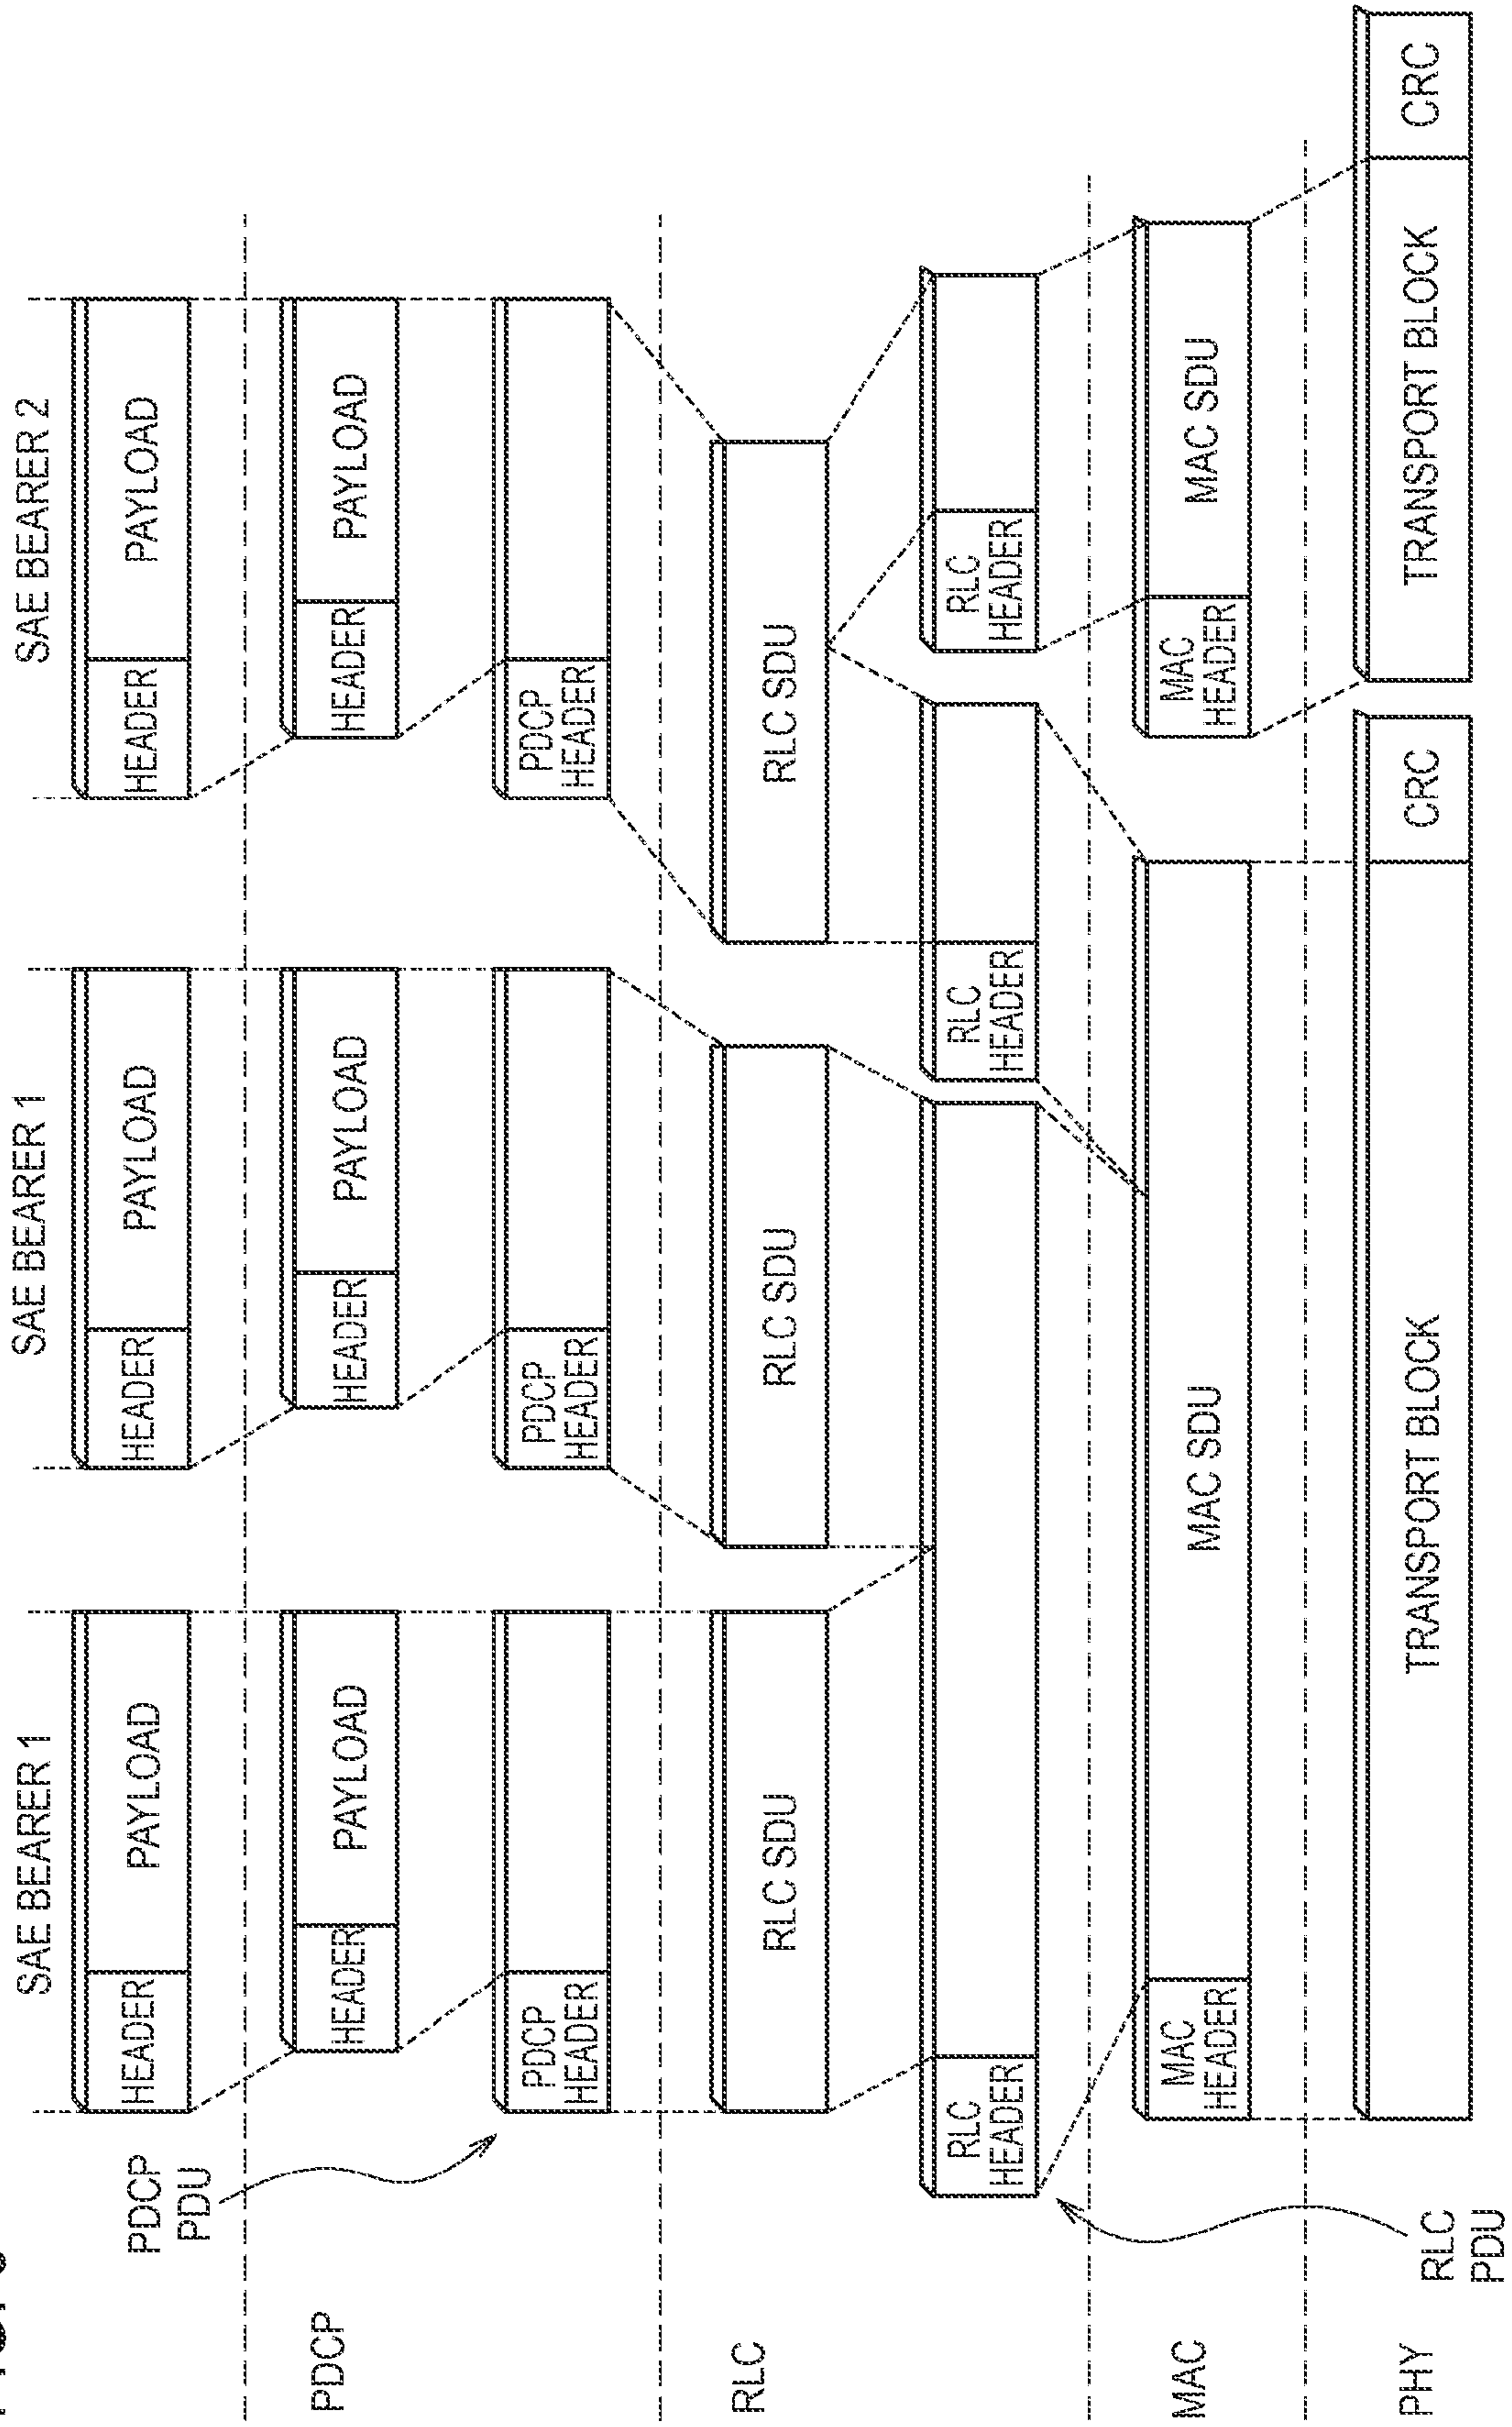 SAE BEARER 1
SAE BEARER 1
SAE BEARER 2
HEADER
PAYLOAD
HEADER
PAYLOAD
HEADER
PAYLOAD
PDCP
PDU
PDCP
HEADER
PAYLOAD
HEADER
PAYLOAD
HEADER
PAYLOAD
PDCP
HEADER
PDCP
HEADER
PDCP
HEADER
RLC
RLC SDU
RLC SDU
RLC SDU
RLC
HEADER
RLC
HEADER
RLC
HEADER
MAC
MAC
HEADER
MAC SDU
MAC
HEADER
MAC SDU
PHY
RLC
PDU
TRANSPORT BLOCK
CRC
TRANSPORT BLOCK
CRC